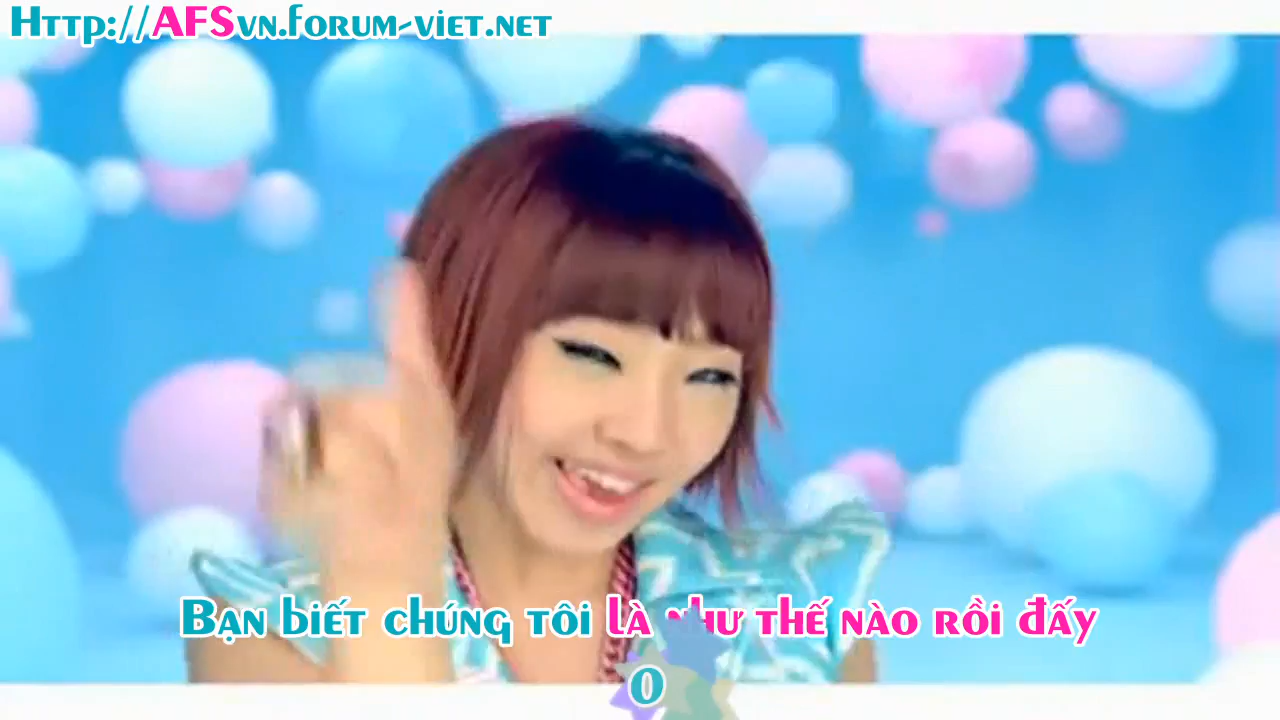 Http://AFSvn.forum-viet.net
Bạn biết chúng tôi là như thế nào rồi đấy
0